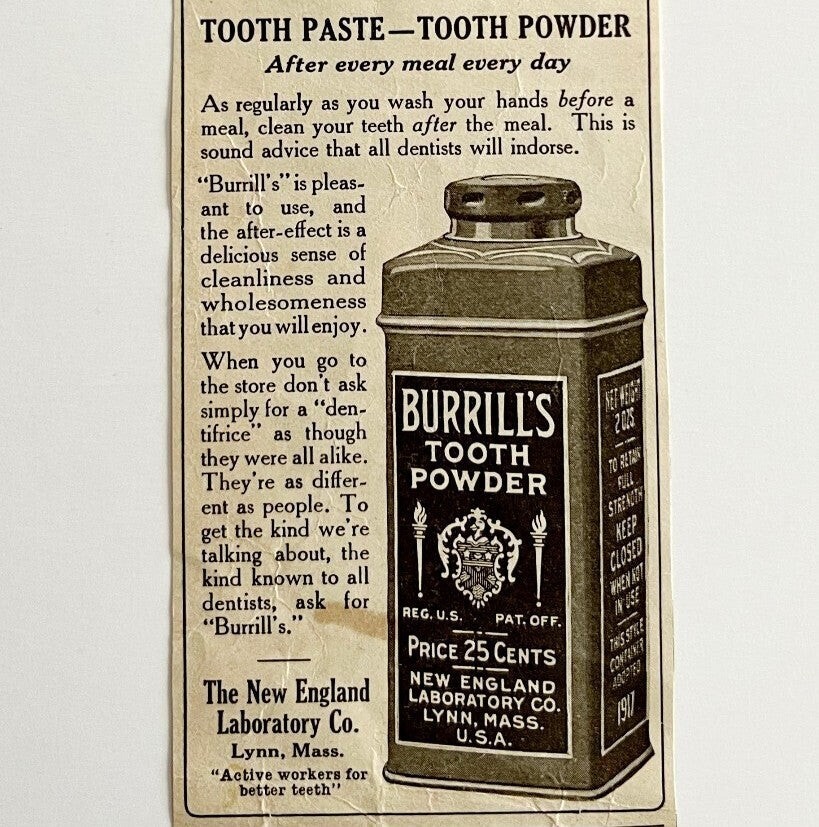 TOOTH PASTE—TOOTH POWDER
After every meal every day
As regularly as you wash your hands before a
meal, clean your teeth after the meal. This is
sound advice that all dentists will indorse.
"Burrill's" is pleas-
ant to use, and
the after-effect is a
delicious sense of
cleanliness and
wholesomeness
that you will enjoy.
When you go to
the store don't ask
simply for a "den-
tifrice" as though
they were all alike.
They're as differ-
ent as people. To
get the kind we're
talking about, the
kind known to all
dentists, ask for
"Burrill's."
The New England
Laboratory Co.
Lynn, Mass.
"Active workers for
better teeth"
BURRILL'S
TOOTH
POWDER
REG. U.S. PAT. OFF.
PRICE 25 CENTS
NEW ENGLAND
LABORATORY CO.
LYNN, MASS.
U.S.A.
NET WEIGHT
2 OZS.
TO RETAIN
FULL
STRENGTH
KEEP
CLOSED
WHEN NOT
IN USE
THIS STYLE
CONTAINER
ADOPTED
1917